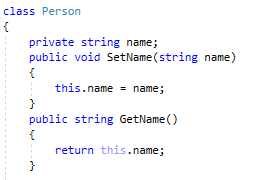 class Person
{
    private string name;
    public void SetName(string name)
    {
        this.name = name;
    }
    public string GetName()
    {
        return this.name;
    }